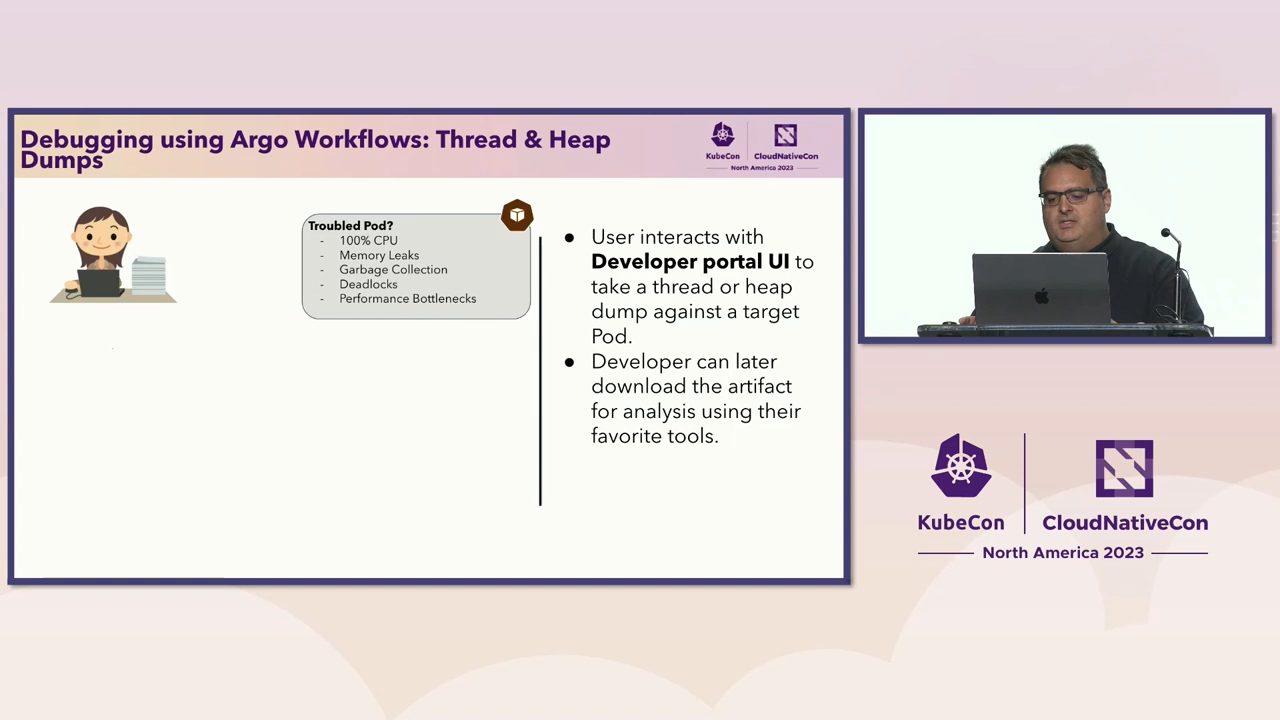 Debugging using Argo Workflows: Thread & Heap
Dumps
KubeCon
CloudNativeCon
North America 2023
Troubled Pod?
- 100% CPU
- Memory Leaks
- Garbage Collection
- Deadlocks
- Performance Bottlenecks
● User interacts with
Developer portal UI to
take a thread or heap
dump against a target
Pod.
● Developer can later
download the artifact
for analysis using their
favorite tools.
KubeCon
CloudNativeCon
North America 2023